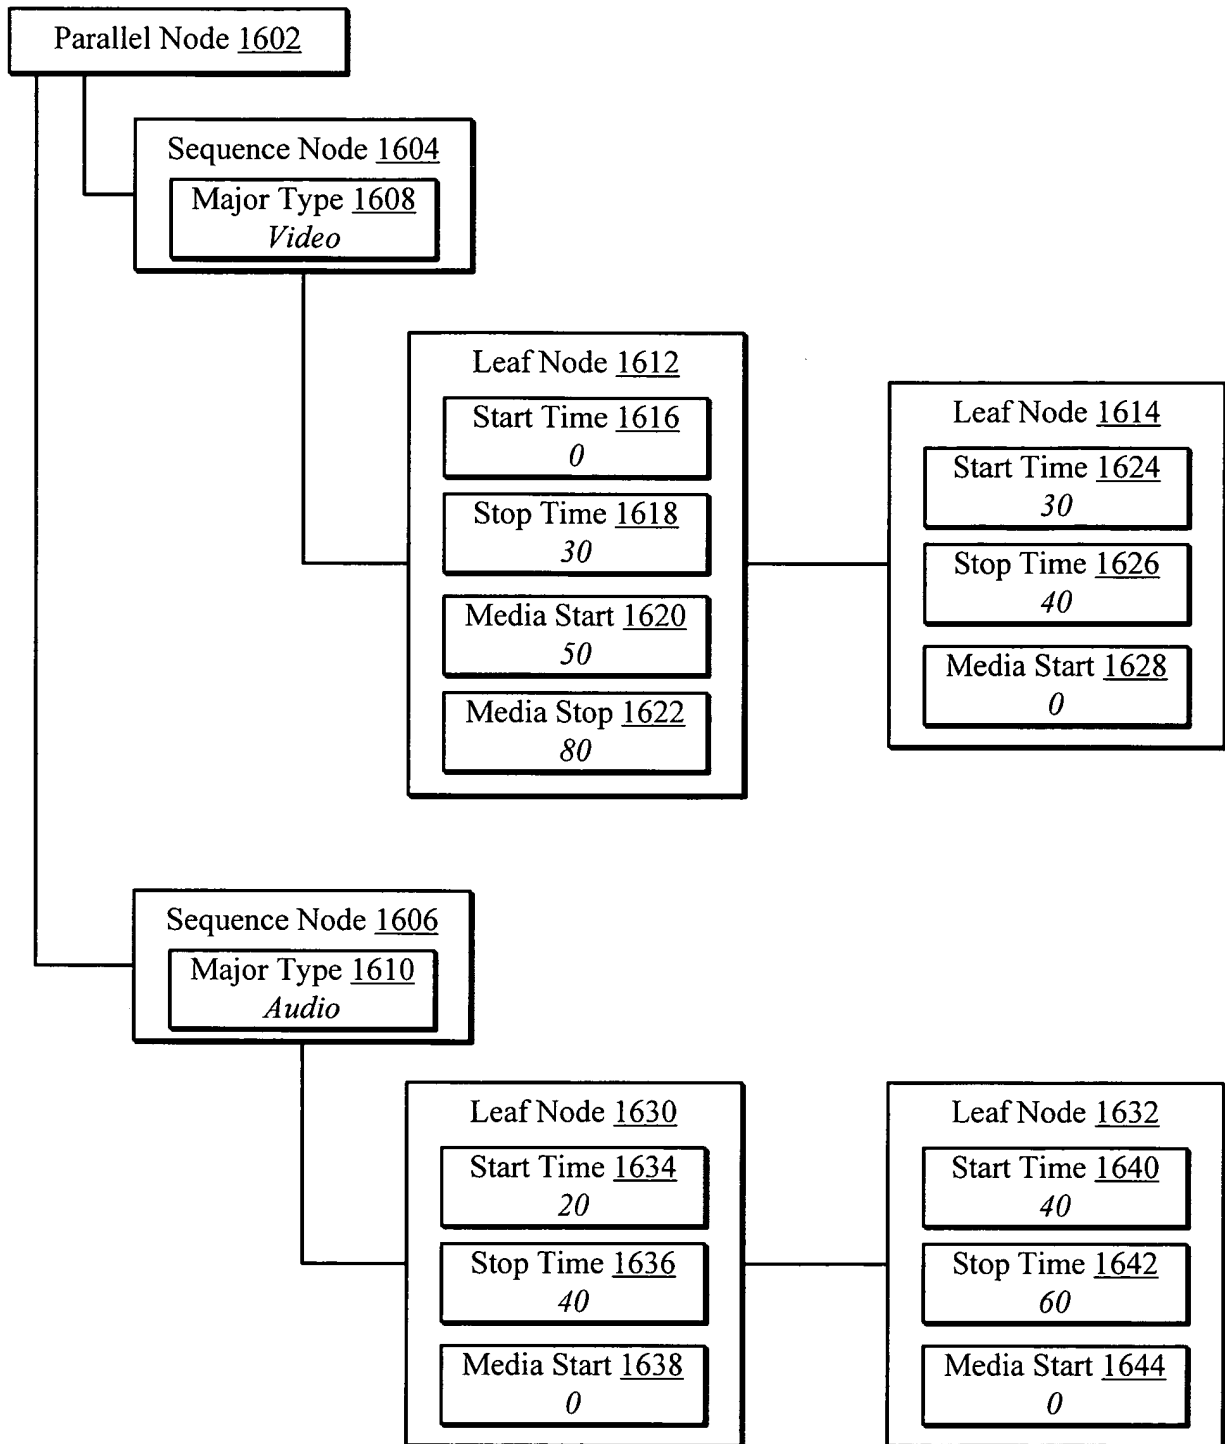 Parallel Node 1602
Sequence Node 1604
Major Type 1608
Video
Leaf Node 1612
Start Time 1616
0
Stop Time 1618
30
Media Start 1620
50
Media Stop 1622
80
Leaf Node 1614
Start Time 1624
30
Stop Time 1626
40
Media Start 1628
0
Sequence Node 1606
Major Type 1610
Audio
Leaf Node 1630
Start Time 1634
20
Stop Time 1636
40
Media Start 1638
0
Leaf Node 1632
Start Time 1640
40
Stop Time 1642
60
Media Start 1644
0